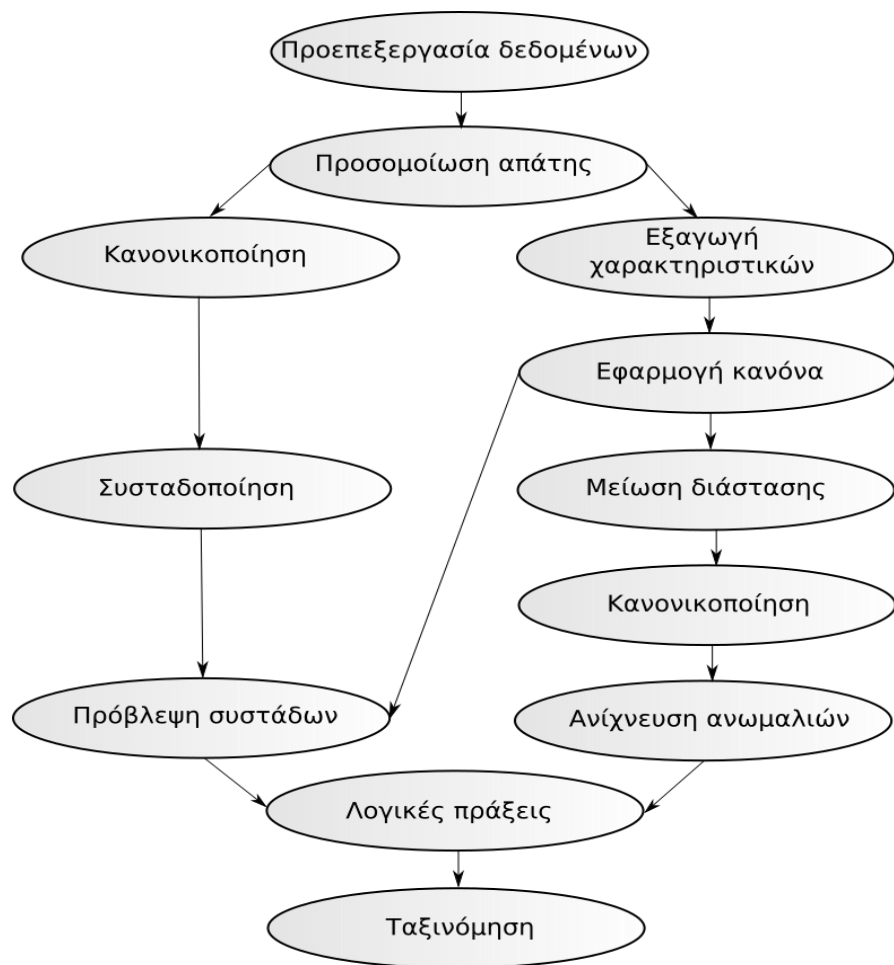 Προεπεξεργασία δεδομένων
Προσομοίωση απάτης
Κανονικοποίηση
Εξαγωγή
χαρακτηριστικών
Εφαρμογή κανόνα
Συσταδοποίηση
Μείωση διάστασης
Κανονικοποίηση
Πρόβλεψη συστάδων
Ανίχνευση ανωμαλιών
Λογικές πράξεις
Ταξινόμηση